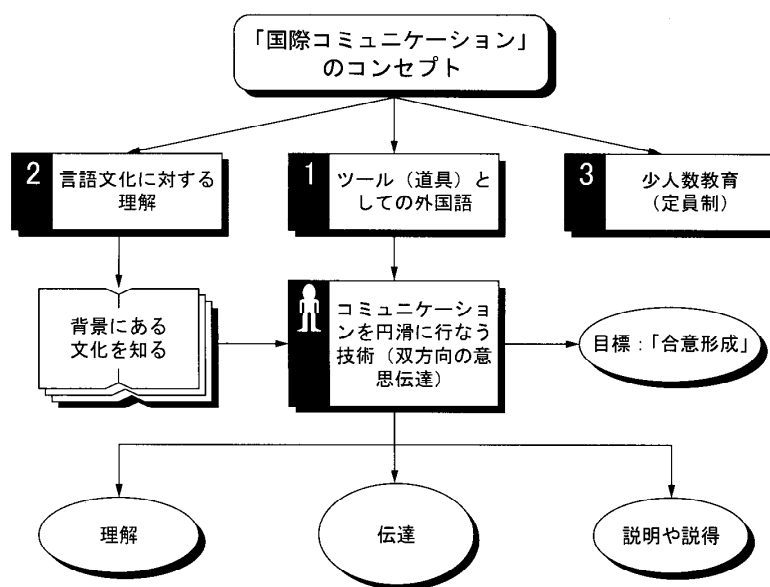 「国際コミュニケーション」
のコンセプト
2
言語文化に対する
理解
1
ツール（道具）と
しての外国語
3
少人数教育
（定員制）
背景にある
文化を知る
コミュニケーショ
ンを円滑に行なう
技術（双方向の意
思伝達）
目標：「合意形成」
理解
伝達
説明や説得